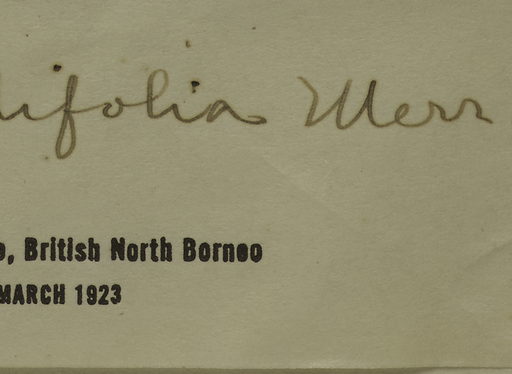 ifolia Merr
, British North Borneo
MARCH 1923